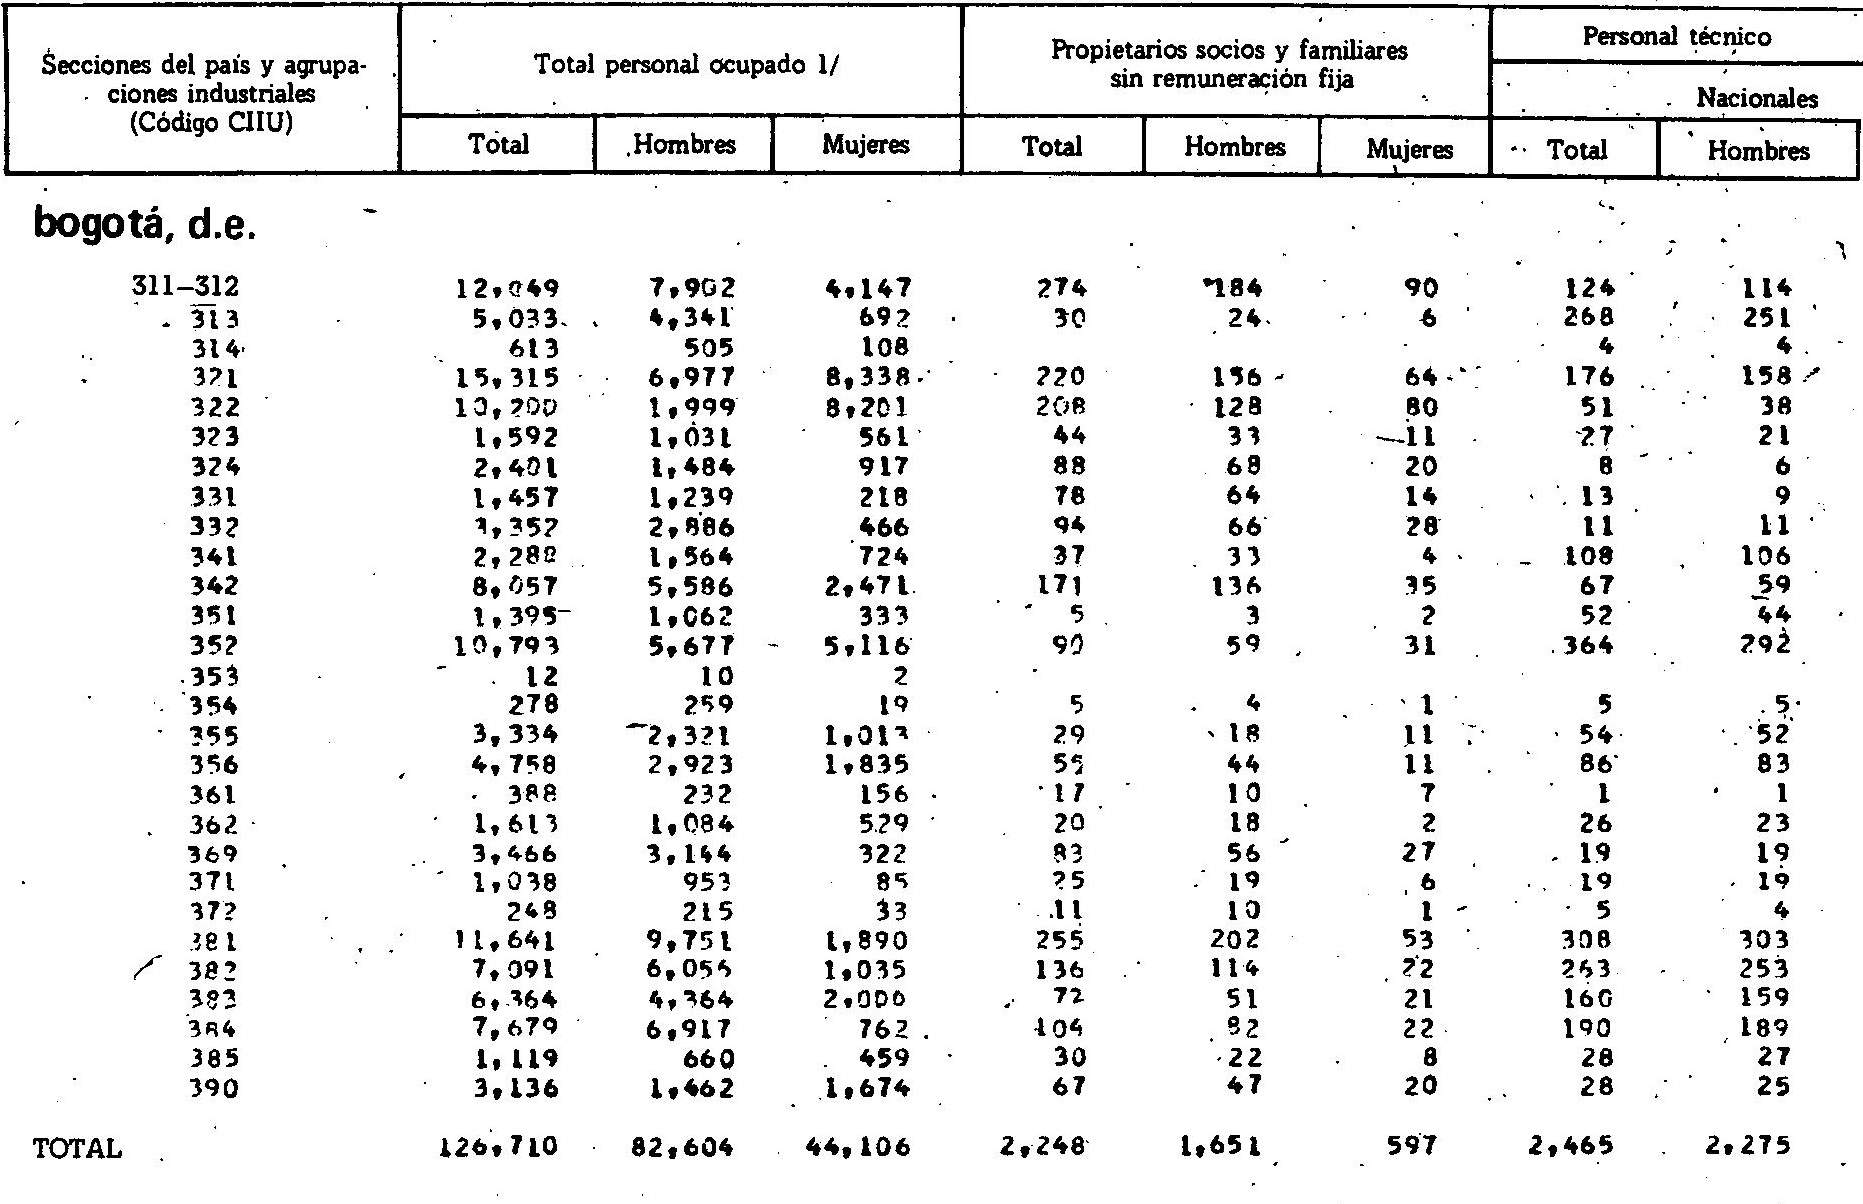 Secciones del país y agrupa-
ciones industriales
(Código CIIU)
Total personal ocupado 1/
Propietarios socios y familiares
sin remuneración fija
Personal técnico
Nacionales
Total Hombres Mujeres Total Hombres Mujeres Total Hombres
bogotá, d.e.
311–312 12,049 7,902 4,147 274 184 90 124 114
313 5,033 4,341 692 30 24 6 268 251
314 613 505 108 4 4
321 15,315 6,977 8,338 220 156 64 176 158
322 10,200 1,999 8,201 208 128 80 51 38
323 1,592 1,031 561 44 33 11 27 21
324 2,401 1,484 917 88 68 20 8 6
331 1,457 1,239 218 78 64 14 13 9
332 3,352 2,886 466 94 66 28 11 11
341 2,288 1,564 724 37 33 4 108 106
342 8,057 5,586 2,471 171 136 35 67 59
351 1,395 1,062 333 5 3 2 52 44
352 10,793 5,677 5,116 90 59 31 364 292
353 12 10 2
354 278 259 19 5 4 1 5 5
355 3,334 2,321 1,013 29 18 11 54 52
356 4,758 2,923 1,835 55 44 11 86 83
361 388 232 156 17 10 7 1 1
362 1,613 1,084 529 20 18 2 26 23
369 3,466 3,144 322 83 56 27 19 19
371 1,038 953 85 25 19 6 19 19
372 248 215 33 11 10 1 5 4
381 11,641 9,751 1,890 255 202 53 308 303
382 7,091 6,056 1,035 136 114 22 263 253
383 6,364 4,364 2,000 72 51 21 160 159
384 7,679 6,917 762 104 82 22 190 189
385 1,119 660 459 30 22 8 28 27
390 3,136 1,462 1,674 67 47 20 28 25
TOTAL 126,710 82,604 44,106 2,248 1,651 597 2,465 2,275